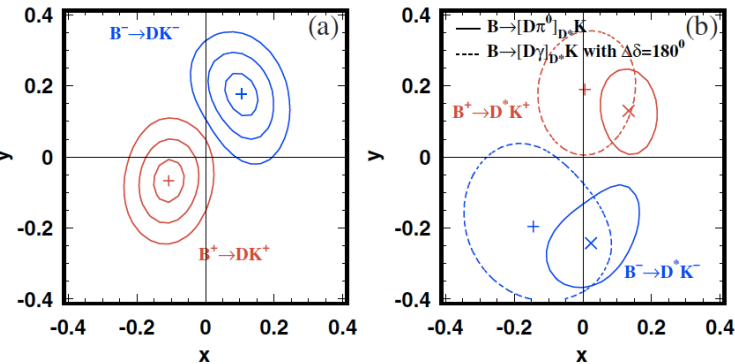 (a)
B⁻→DK⁻
B⁺→DK⁺
y
0.4
0.2
0
-0.2
-0.4
-0.4 -0.2 0 0.2 0.4
x
(b)
B→[Dπ⁰]D*K
B→[Dγ]D*K with Δδ=180⁰
B⁺→D*K⁺
B⁻→D*K⁻
y
0.4
0.2
0
-0.2
-0.4
-0.4 -0.2 0 0.2 0.4
x